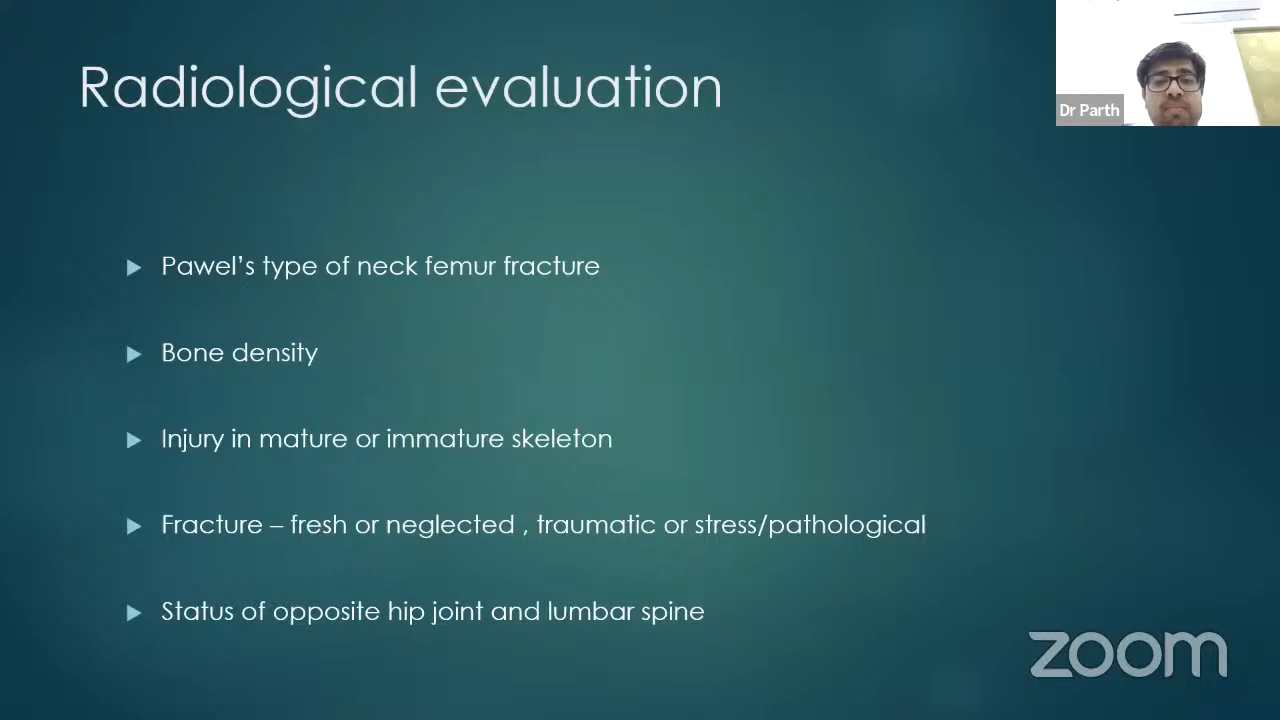 Radiological evaluation
Dr Parth
Pawel's type of neck femur fracture
Bone density
Injury in mature or immature skeleton
Fracture – fresh or neglected , traumatic or stress/pathological
Status of opposite hip joint and lumbar spine
zoom